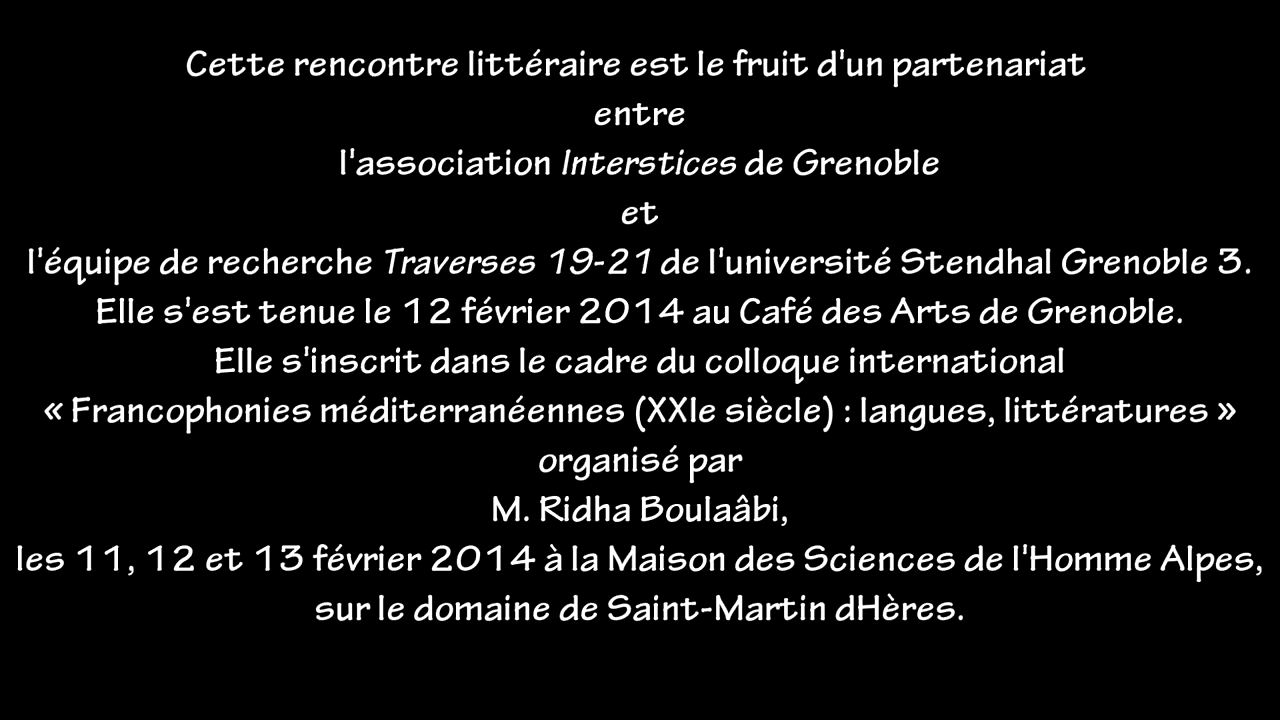 Cette rencontre littéraire est le fruit d'un partenariat
entre
l'association Interstices de Grenoble
et
l'équipe de recherche Traverses 19-21 de l'université Stendhal Grenoble 3.
Elle s'est tenue le 12 février 2014 au Café des Arts de Grenoble.
Elle s'inscrit dans le cadre du colloque international
« Francophonies méditerranéennes (XXIe siècle) : langues, littératures »
organisé par
M. Ridha Boulaâbi,
les 11, 12 et 13 février 2014 à la Maison des Sciences de l'Homme Alpes,
sur le domaine de Saint-Martin dHères.